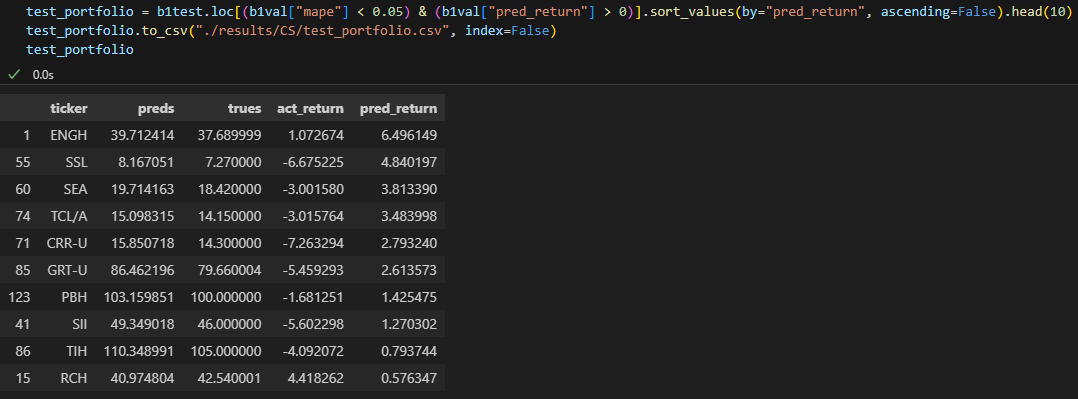 test_portfolio = b1test.loc[(b1val["mape"] < 0.05) & (b1val["pred_return"] > 0)].sort_values(by="pred_return", ascending=False).head(10)
test_portfolio.to_csv("./results/CS/test_portfolio.csv", index=False)
test_portfolio
0.0s
ticker preds trues act_return pred_return
1 ENGH 39.712414 37.689999 1.072674 6.496149
55 SSL 8.167051 7.270000 -6.675225 4.840197
60 SEA 19.714163 18.420000 -3.001580 3.813390
74 TCL/A 15.098315 14.150000 -3.015764 3.483998
71 CRR-U 15.850718 14.300000 -7.263294 2.793240
85 GRT-U 86.462196 79.660004 -5.459293 2.613573
123 PBH 103.159851 100.000000 -1.681251 1.425475
41 SII 49.349018 46.000000 -5.602298 1.270302
86 TIH 110.348991 105.000000 -4.092072 0.793744
15 RCH 40.974804 42.540001 4.418262 0.576347